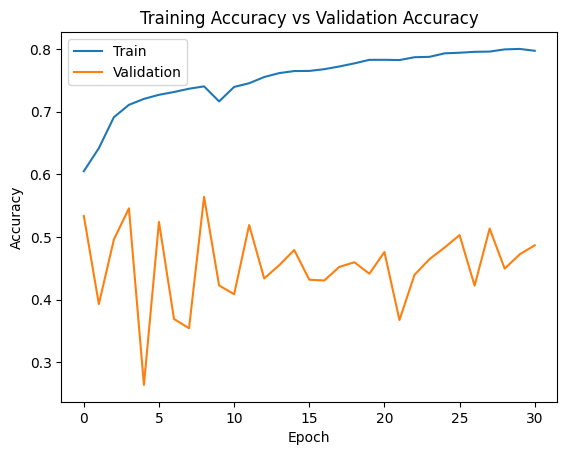 Training Accuracy vs Validation Accuracy
Train
Validation
0.8
0.7
0.6
0.5
0.4
0.3
Accuracy
0 5 10 15 20 25 30
Epoch